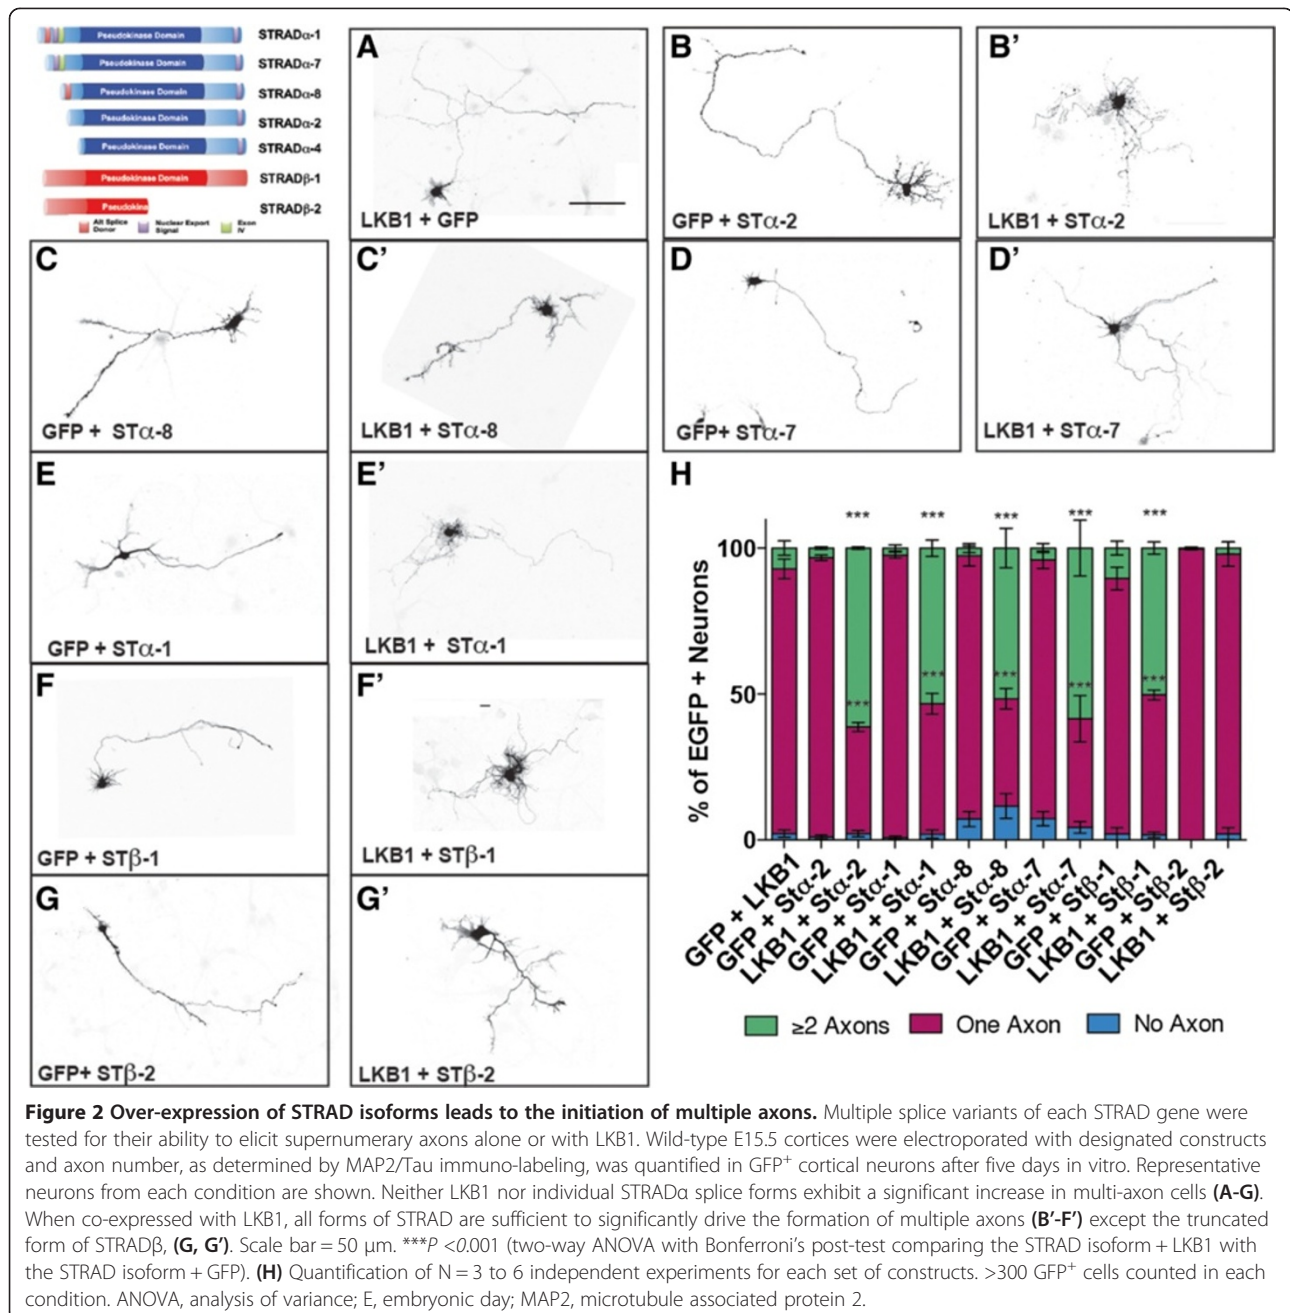 Pseudokinase Domain STRADα-1
Pseudokinase Domain STRADα-7
Pseudokinase Domain STRADα-8
Pseudokinase Domain STRADα-2
Pseudokinase Domain STRADα-4
Pseudokinase Domain STRADβ-1
Pseudokina STRADβ-2
Alt Splice Donor
Nuclear Export Signal
Exon IV
A
LKB1 + GFP
B
GFP + STα-2
B'
LKB1 + STα-2
C
GFP + STα-8
C'
LKB1 + STα-8
D
GFP+ STα-7
D'
LKB1 + STα-7
E
GFP + STα-1
E'
LKB1 + STα-1
F
GFP + STβ-1
F'
LKB1 + STβ-1
G
GFP+ STβ-2
G'
LKB1 + STβ-2
H
% of EGFP + Neurons
100
50
0
*** *** *** *** ***
*** *** *** *** ***
GFP + LKB1
GFP + Stα-2
LKB1 + Stα-2
GFP + Stα-1
LKB1 + Stα-1
GFP + Stα-8
LKB1 + Stα-8
GFP + Stα-7
LKB1 + Stα-7
GFP + Stβ-1
LKB1 + Stβ-1
GFP + Stβ-2
LKB1 + Stβ-2
≥2 Axons One Axon No Axon
Figure 2 Over-expression of STRAD isoforms leads to the initiation of multiple axons. Multiple splice variants of each STRAD gene were
tested for their ability to elicit supernumerary axons alone or with LKB1. Wild-type E15.5 cortices were electroporated with designated constructs
and axon number, as determined by MAP2/Tau immuno-labeling, was quantified in GFP⁺ cortical neurons after five days in vitro. Representative
neurons from each condition are shown. Neither LKB1 nor individual STRADα splice forms exhibit a significant increase in multi-axon cells (A-G).
When co-expressed with LKB1, all forms of STRAD are sufficient to significantly drive the formation of multiple axons (B'-F') except the truncated
form of STRADβ, (G, G'). Scale bar = 50 μm. ***P <0.001 (two-way ANOVA with Bonferroni's post-test comparing the STRAD isoform + LKB1 with
the STRAD isoform + GFP). (H) Quantification of N = 3 to 6 independent experiments for each set of constructs. >300 GFP⁺ cells counted in each
condition. ANOVA, analysis of variance; E, embryonic day; MAP2, microtubule associated protein 2.